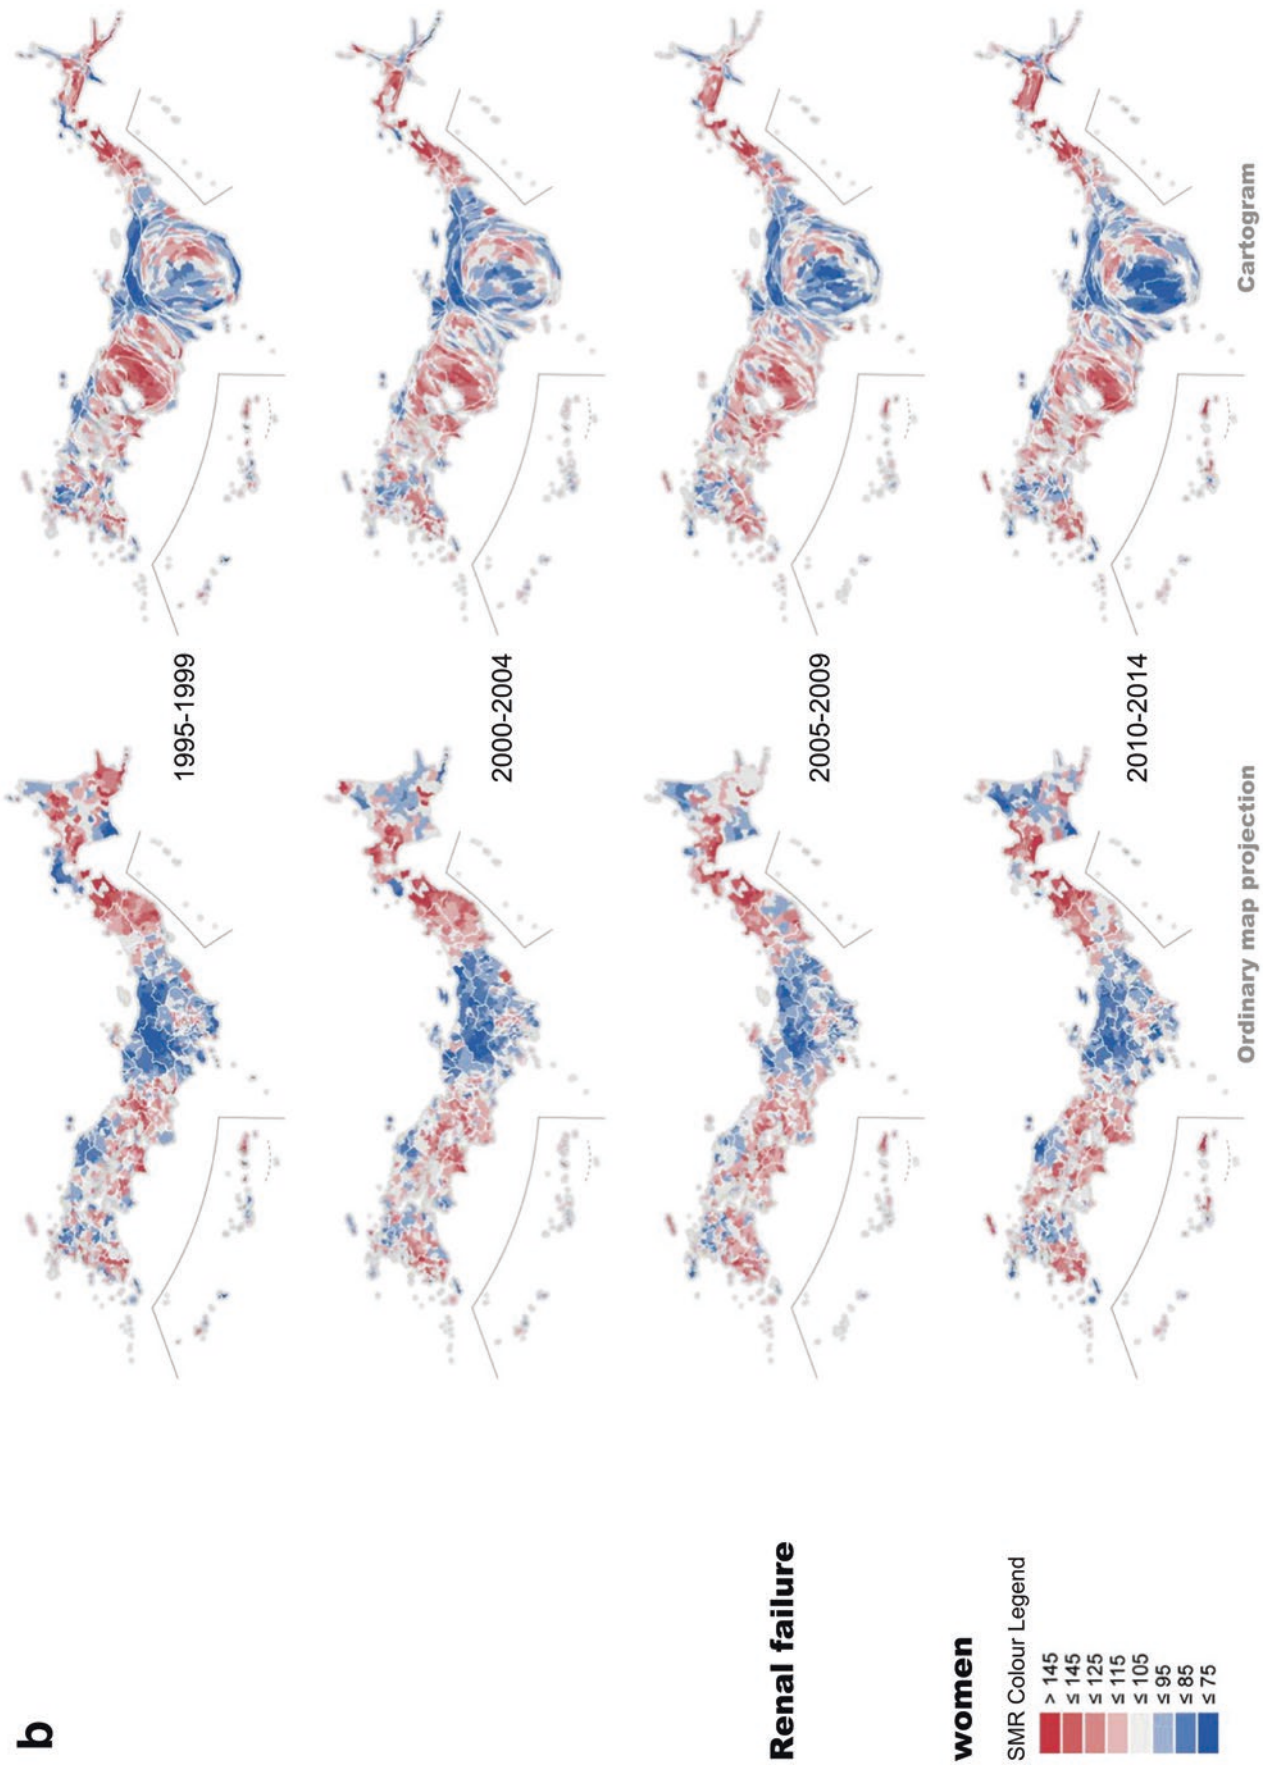 b
Renal failure
women
SMR Colour Legend
> 145
≤ 145
≤ 125
≤ 115
≤ 105
≤ 95
≤ 85
≤ 75
1995-1999
2000-2004
2005-2009
2010-2014
Ordinary map projection
Cartogram